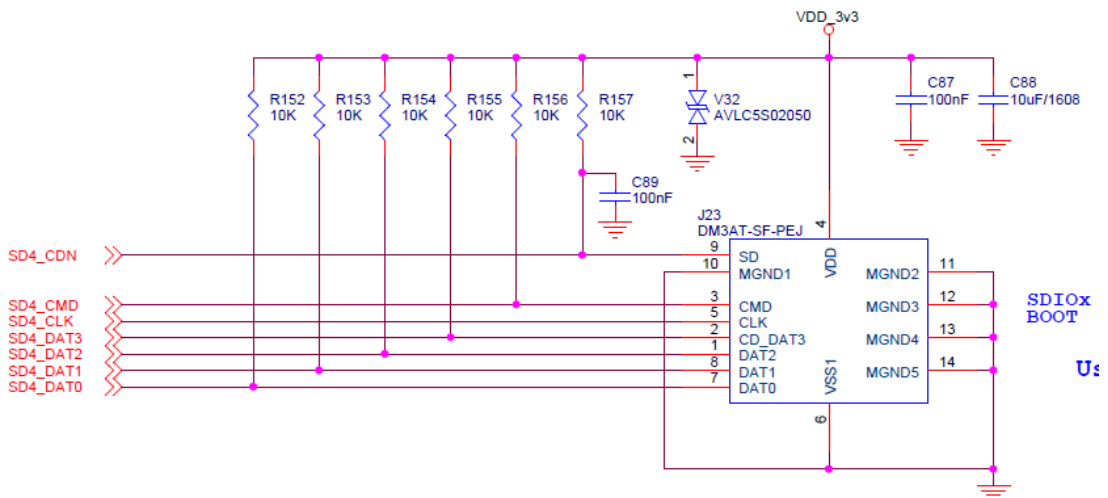 VDD_3v3
R152
10K
R153
10K
R154
10K
R155
10K
R156
10K
R157
10K
1
V32
AVLC5S02050
2
C87
100nF
C88
10uF/1608
C89
100nF
J23
DM3AT-SF-PEJ
4
VDD
SD4_CDN
9
SD
10
MGND1
MGND2
11
SD4_CMD
3
CMD
MGND3
12
SD4_CLK
5
CLK
SD4_DAT3
2
CD_DAT3
MGND4
13
SD4_DAT2
1
DAT2
SD4_DAT1
8
DAT1
MGND5
14
SD4_DAT0
7
DAT0
VSS1
6
SDIOx
BOOT
Us